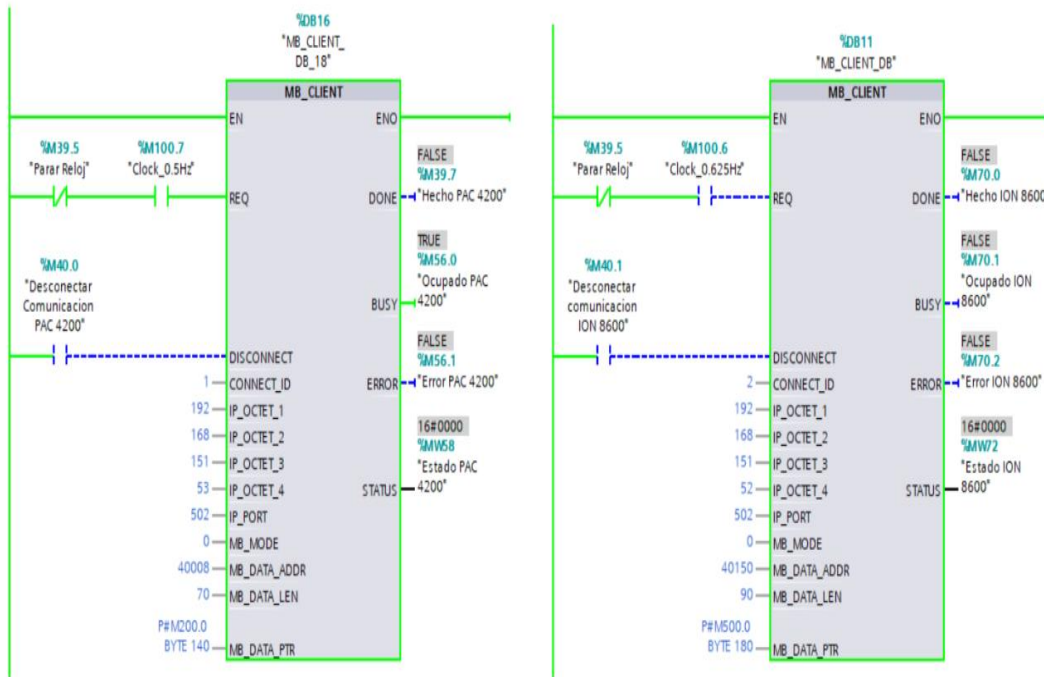 %DB16
"MB_CLIENT_
DB_18"
MB_CLIENT
EN ENO
%M39.5
"Parar Reloj"
%M100.7
"Clock_0.5Hz"
REQ
FALSE
%M39.7
DONE "Hecho PAC 4200"
TRUE
%M56.0
"Ocupado PAC
BUSY 4200"
%M40.0
"Desconectar
Comunicacion
PAC 4200"
DISCONNECT
FALSE
%M56.1
ERROR "Error PAC 4200"
1 CONNECT_ID
192 IP_OCTET_1
168 IP_OCTET_2
151 IP_OCTET_3
53 IP_OCTET_4
16#0000
%MW58
"Estado PAC
STATUS 4200"
502 IP_PORT
0 MB_MODE
40008 MB_DATA_ADDR
70 MB_DATA_LEN
P#M200.0
BYTE 140 MB_DATA_PTR
%DB11
"MB_CLIENT_DB"
MB_CLIENT
EN ENO
%M39.5
"Parar Reloj"
%M100.6
"Clock_0.625Hz"
REQ
FALSE
%M70.0
DONE "Hecho ION 8600
FALSE
%M70.1
"Ocupado ION
BUSY 8600"
%M40.1
"Desconectar
comunicacion
ION 8600"
DISCONNECT
FALSE
%M70.2
ERROR "Error ION 8600"
2 CONNECT_ID
192 IP_OCTET_1
168 IP_OCTET_2
151 IP_OCTET_3
52 IP_OCTET_4
16#0000
%MW72
"Estado ION
STATUS 8600"
502 IP_PORT
0 MB_MODE
40150 MB_DATA_ADDR
90 MB_DATA_LEN
P#M500.0
BYTE 180 MB_DATA_PTR